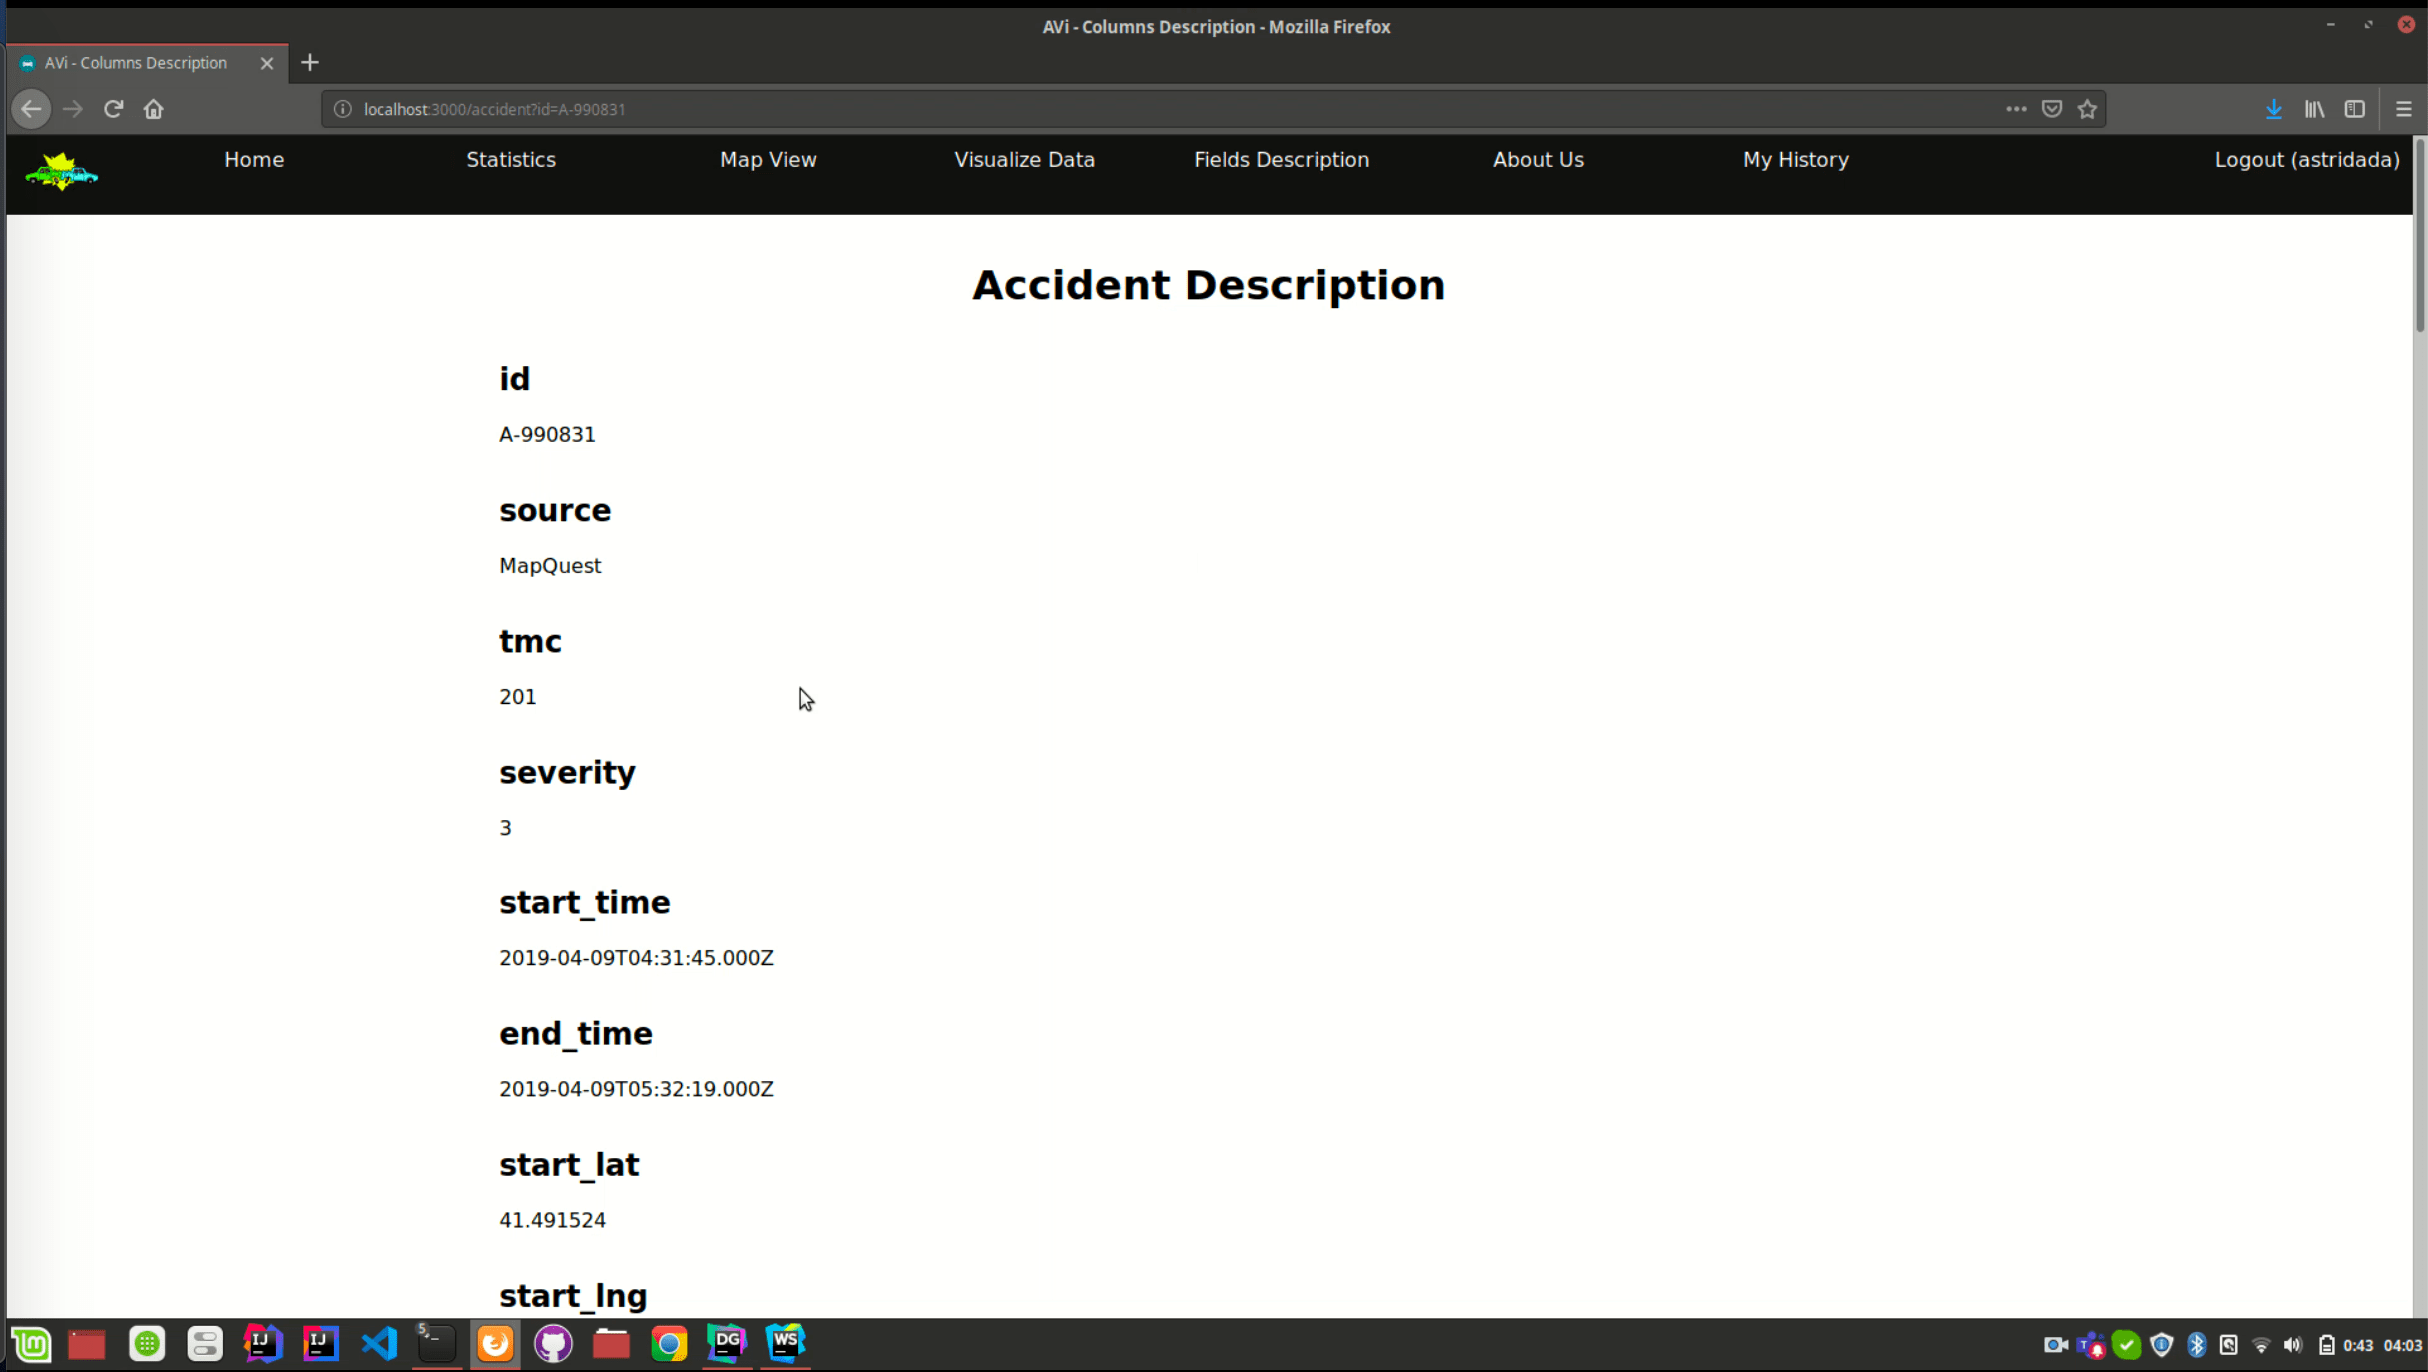 AVi - Columns Description - Mozilla Firefox
AVi - Columns Description
localhost:3000/accident?id=A-990831
Home Statistics Map View Visualize Data Fields Description About Us My History Logout (astridada)
Accident Description
id
A-990831
source
MapQuest
tmc
201
severity
3
start_time
2019-04-09T04:31:45.000Z
end_time
2019-04-09T05:32:19.000Z
start_lat
41.491524
start_lng
IJ IJ 5 DG WS T 0:43 04:03